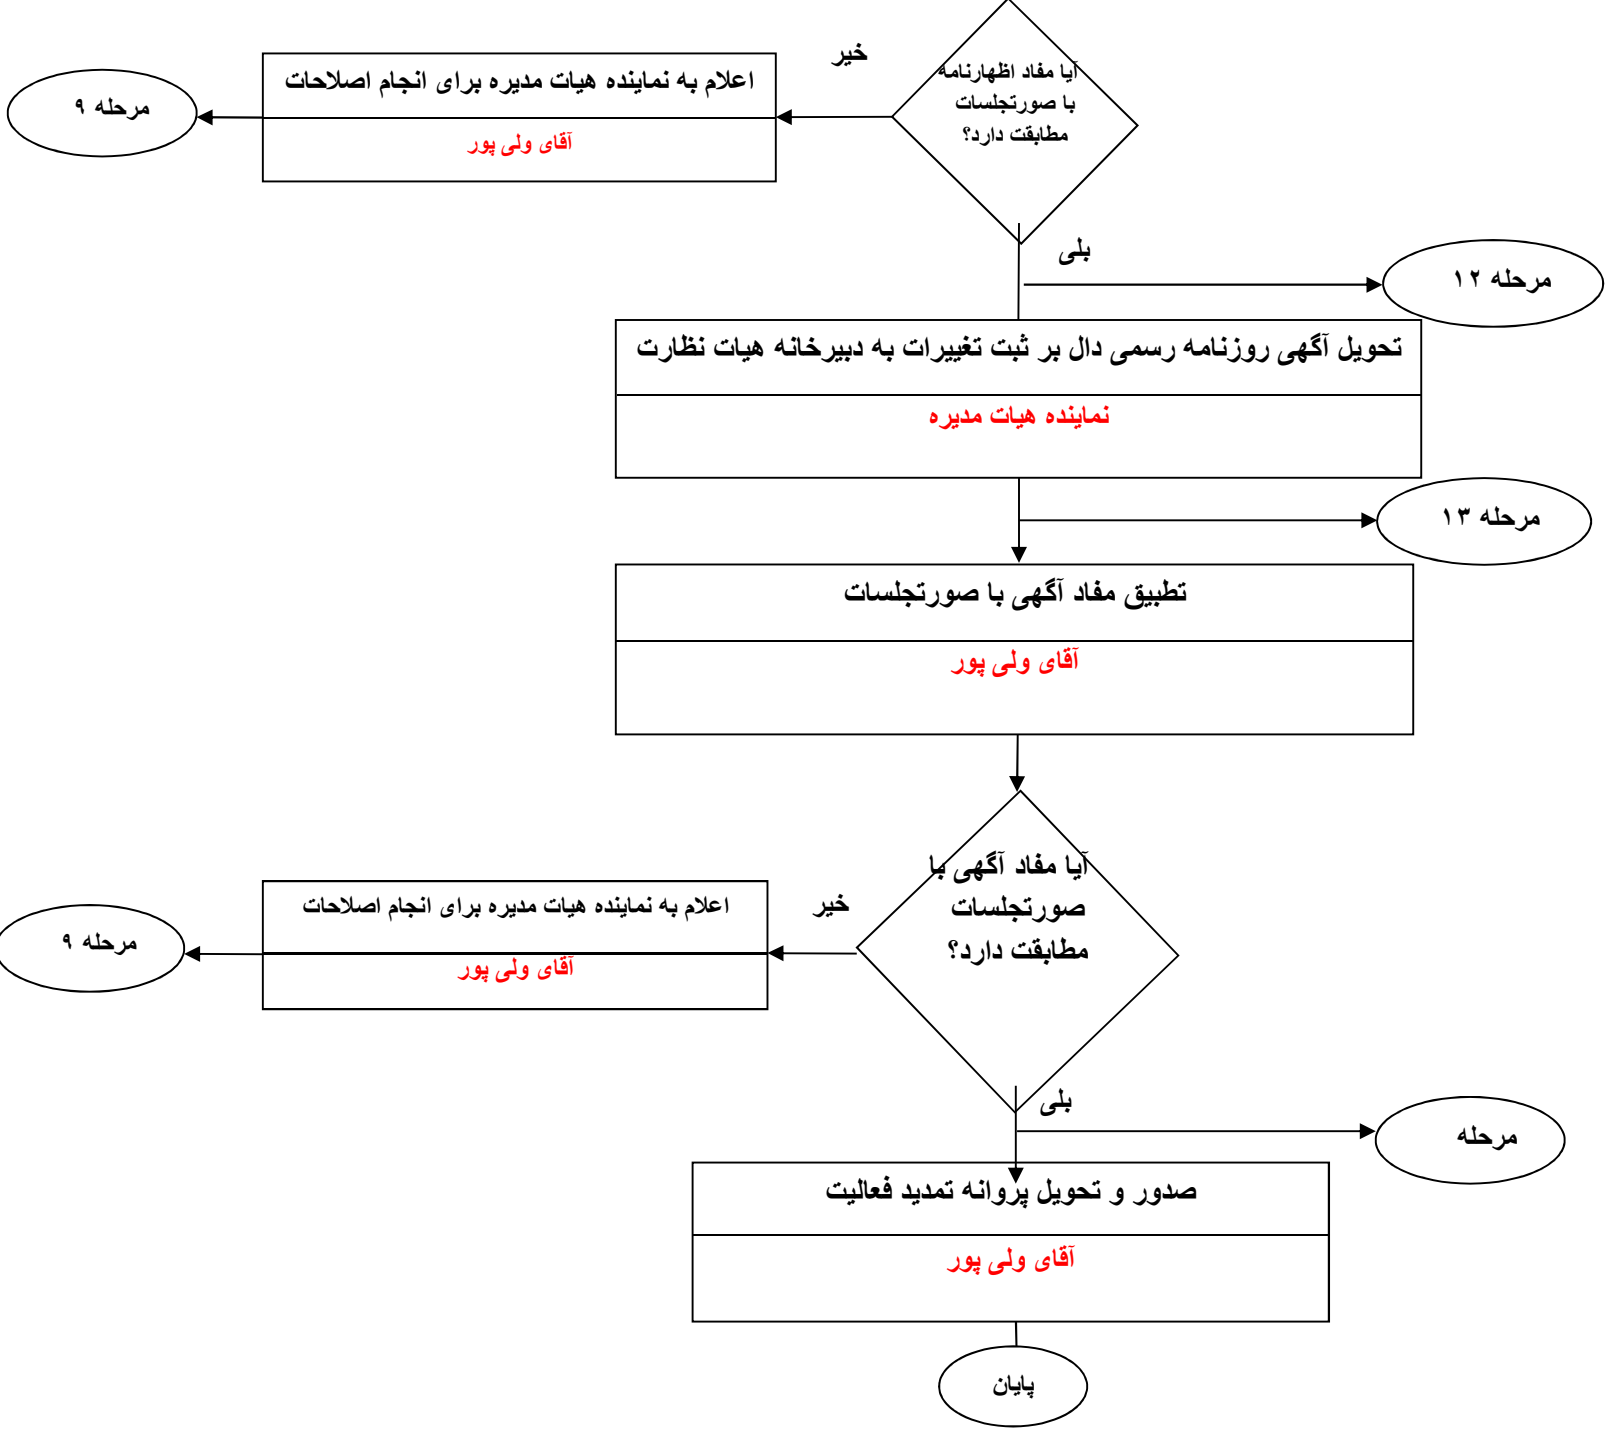 آیا مفاد اظهارنامه
با صورتجلسات
مطابقت دارد؟
خیر
اعلام به نماینده هیات مدیره برای انجام اصلاحات
آقای ولی پور
مرحله ۹
بلی
مرحله ۱۲
تحویل آگهی روزنامه رسمی دال بر ثبت تغییرات به دبیرخانه هیات نظارت
نماینده هیات مدیره
مرحله ۱۳
تطبیق مفاد آگهی با صورتجلسات
آقای ولی پور
آیا مفاد آگهی با
صورتجلسات
مطابقت دارد؟
خیر
اعلام به نماینده هیات مدیره برای انجام اصلاحات
آقای ولی پور
مرحله ۹
بلی
مرحله
صدور و تحویل پروانه تمدید فعالیت
آقای ولی پور
پایان